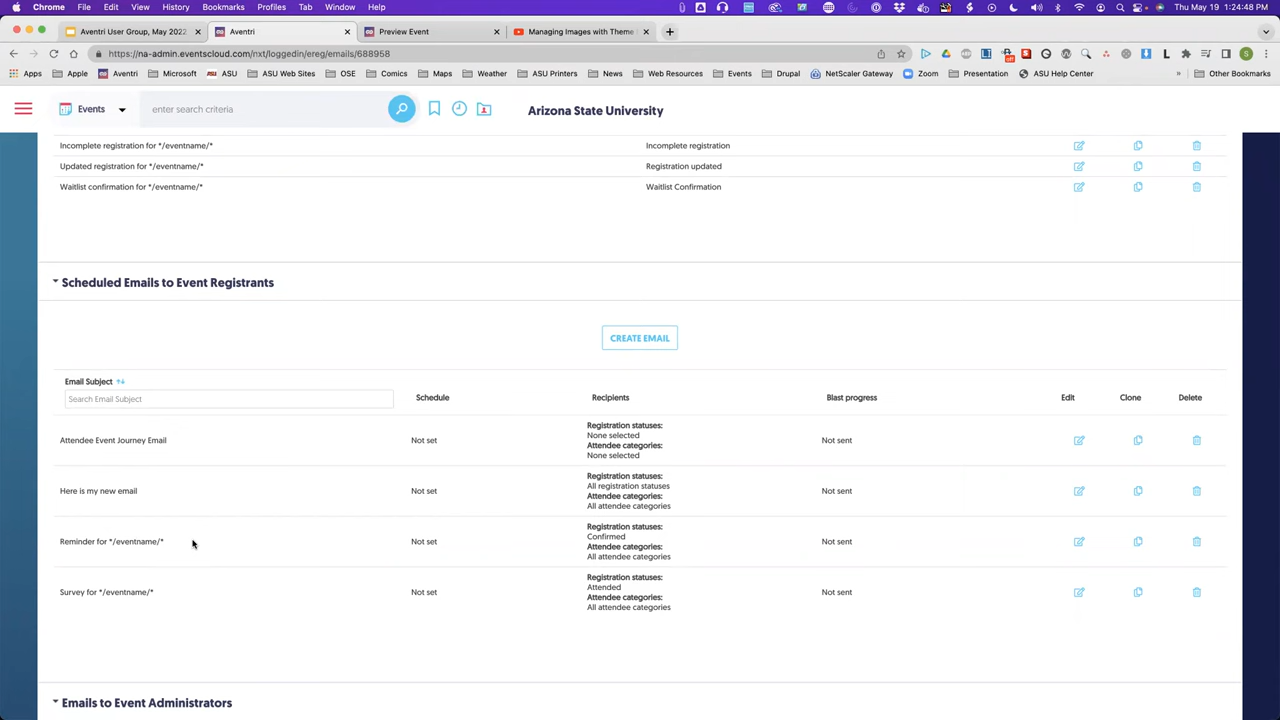 Chrome File Edit View History Bookmarks Profiles Tab Window Help Thu May 19 1:24:48 PM
Aventri User Group, May 2022 Aventri Preview Event Managing Images with Theme
https://na-admin.eventscloud.com/nxt/loggedin/ereg/emails/688958
Apps Apple Aventri Microsoft ASU ASU Web Sites OSE Comics Maps Weather ASU Printers News Web Resources Events Drupal NetScaler Gateway Zoom Presentation ASU Help Center » Other Bookmarks
Events enter search criteria Arizona State University
Incomplete registration for */eventname/* Incomplete registration
Updated registration for */eventname/* Registration updated
Waitlist confirmation for */eventname/* Waitlist Confirmation
Scheduled Emails to Event Registrants
CREATE EMAIL
Email Subject
Search Email Subject
Schedule Recipients Blast progress Edit Clone Delete
Attendee Event Journey Email Not set
Registration statuses:
None selected
Attendee categories:
None selected
Not sent
Here is my new email Not set
Registration statuses:
All registration statuses
Attendee categories:
All attendee categories
Not sent
Reminder for */eventname/* Not set
Registration statuses:
Confirmed
Attendee categories:
All attendee categories
Not sent
Survey for */eventname/* Not set
Registration statuses:
Attended
Attendee categories:
All attendee categories
Not sent
Emails to Event Administrators